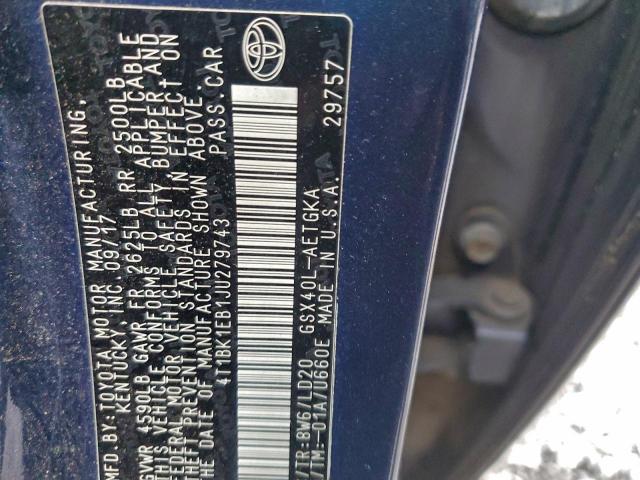 MFD.BY:TOYOTA MOTOR MANUFACTURING,
KENTUCKY, INC. 09/17
GVWR 4590LB GAWR FR 2625LB RR 2500LB
THIS VEHICLE CONFORMS TO ALL APPLICABLE
FEDERAL MOTOR VEHICLE SAFETY, BUMPER AND
THEFT PREVENTION STANDARDS IN EFFECT ON
THE DATE OF MANUFACTURE SHOWN ABOVE.
4T1BK1EB1JU279743 PASS.CAR
/TR:8W6/LD20 GSX40L-AETGKA
/TM:-01A/U660E MADE IN U.S.A. 29757